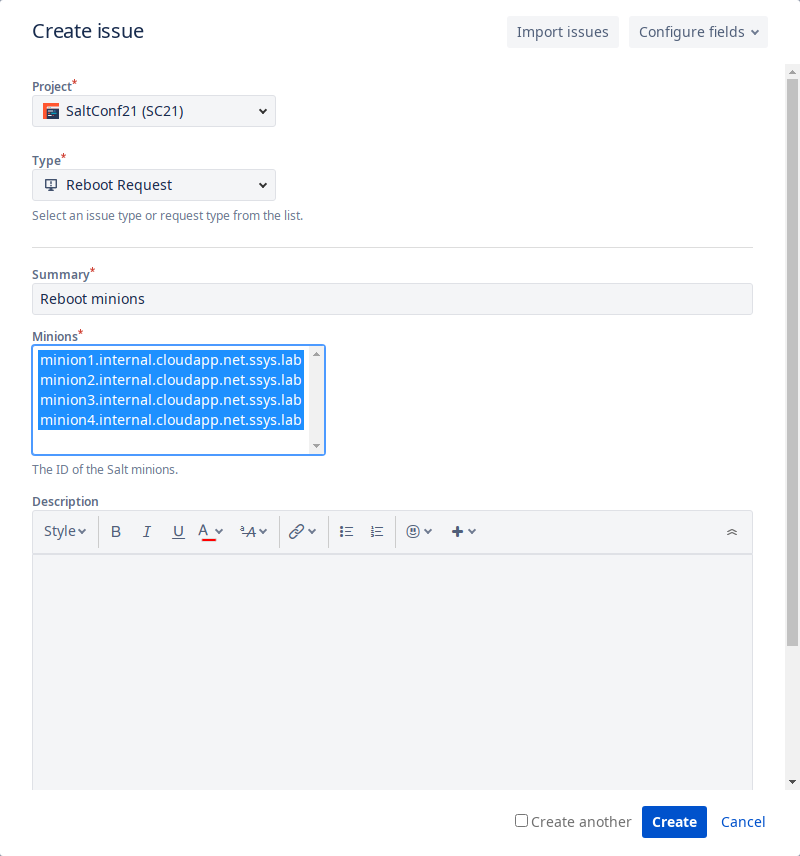 Create issue
Import issues
Configure fields
Project*
SaltConf21 (SC21)
Type*
Reboot Request
Select an issue type or request type from the list.
Summary*
Reboot minions
Minions*
minion1.internal.cloudapp.net.ssys.lab
minion2.internal.cloudapp.net.ssys.lab
minion3.internal.cloudapp.net.ssys.lab
minion4.internal.cloudapp.net.ssys.lab
The ID of the Salt minions.
Description
Style B I U A ªA
Create another Create Cancel